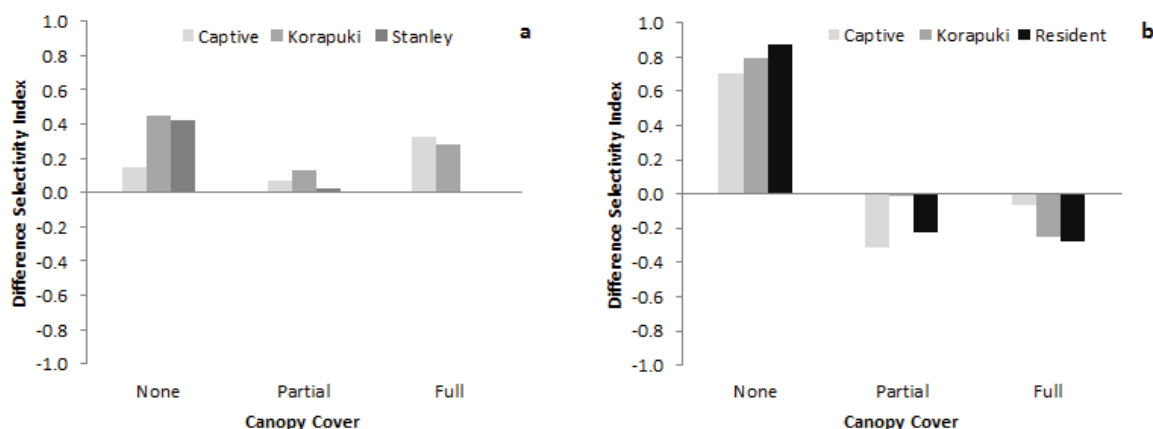 Captive Korapuki Stanley
a
Difference Selectivity Index
1.0
0.8
0.6
0.4
0.2
0.0
-0.2
-0.4
-0.6
-0.8
-1.0
None Partial Full
Canopy Cover
Captive Korapuki Resident
b
Difference Selectivity Index
1.0
0.8
0.6
0.4
0.2
0.0
-0.2
-0.4
-0.6
-0.8
-1.0
None Partial Full
Canopy Cover